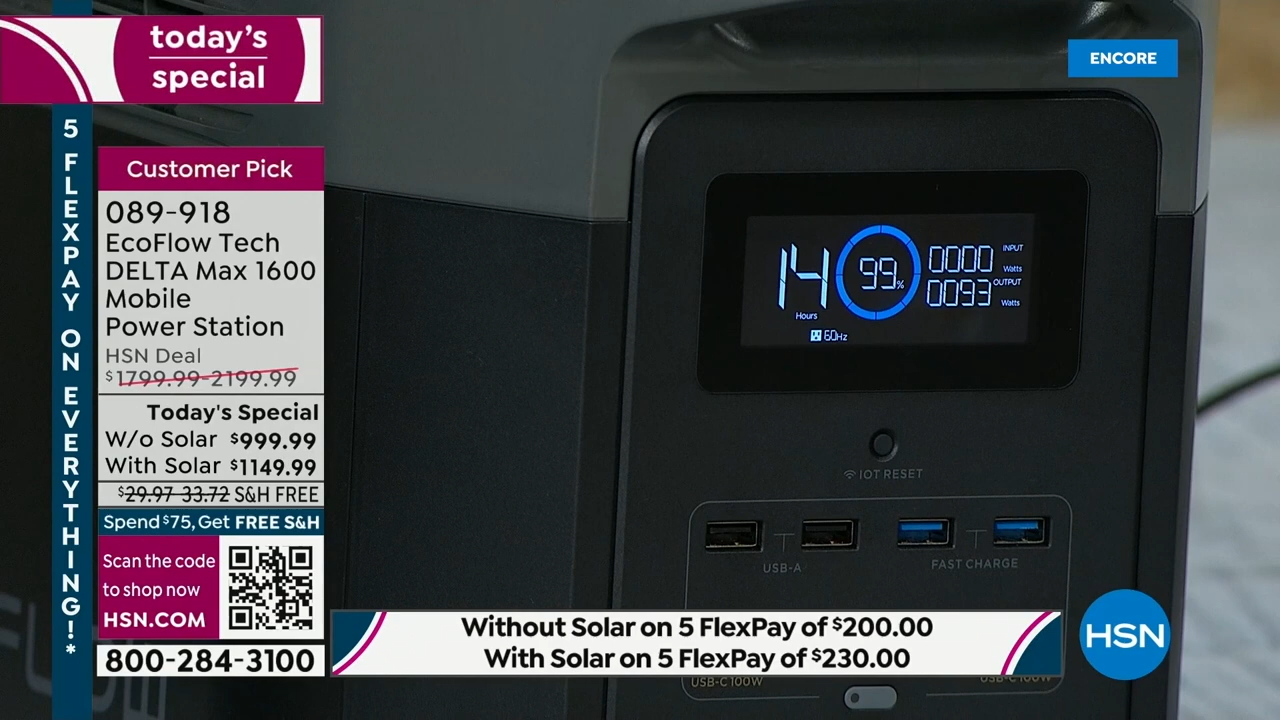 today's
special
ENCORE
5 FLEXPAY ON EVERYTHING!*
Customer Pick
089-918
EcoFlow Tech
DELTA Max 1600
Mobile
Power Station
HSN Deal
$1799.99-2199.99
Today's Special
W/o Solar $999.99
With Solar $1149.99
$29.97-33.72 S&H FREE
Spend $75, Get FREE S&H
Scan the code
to shop now
HSN.COM
800-284-3100
14
Hours
99%
0000
INPUT
Watts
0093
OUTPUT
Watts
60Hz
IOT RESET
USB-A
FAST CHARGE
Without Solar on 5 FlexPay of $200.00
With Solar on 5 FlexPay of $230.00
HSN
USB-C 100W
USB-C 100W